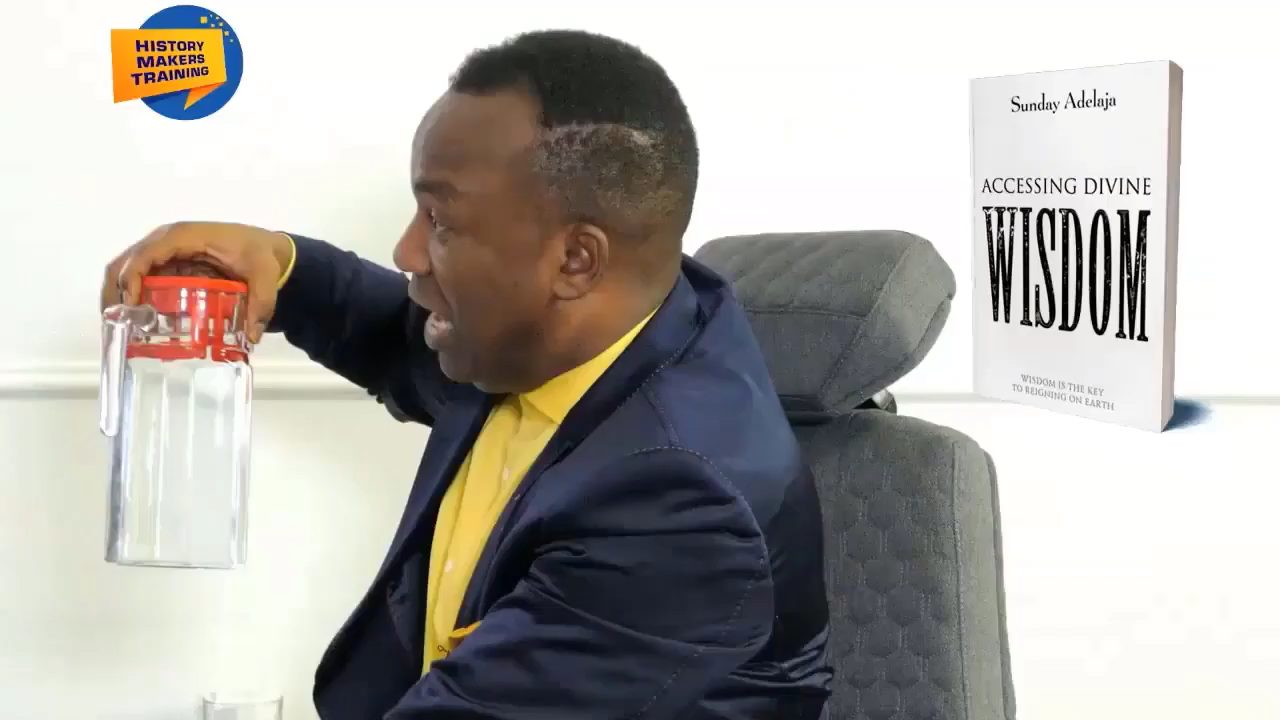 HISTORY
MAKERS
TRAINING
Sunday Adelaja
ACCESSING DIVINE
WISDOM
WISDOM IS THE KEY
TO REIGNING ON EARTH